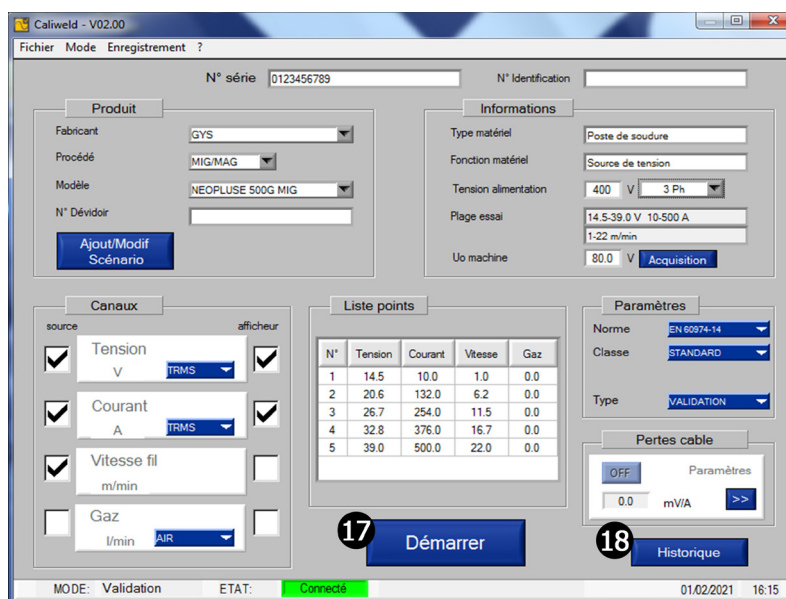 Caliweld - V02.00
Fichier Mode Enregistrement ?
N° série 0123456789 N° Identification
Produit
Fabricant GYS
Procédé MIG/MAG
Modèle NEOPLUSE 500G MIG
N° Dévidoir
Ajout/Modif
Scénario
Informations
Type matériel Poste de soudure
Fonction matériel Source de tension
Tension alimentation 400 V 3 Ph
Plage essai 14.5-39.0 V 10-500 A
1-22 m/min
Uo machine 80.0 V Acquisition
Canaux
source afficheur
Tension
V TRMS
Courant
A TRMS
Vitesse fil
m/min
Gaz
l/min AIR
Liste points
N° Tension Courant Vitesse Gaz
1 14.5 10.0 1.0 0.0
2 20.6 132.0 6.2 0.0
3 26.7 254.0 11.5 0.0
4 32.8 376.0 16.7 0.0
5 39.0 500.0 22.0 0.0
17 Démarrer
Paramètres
Norme EN 60974-14
Classe STANDARD
Type VALIDATION
Pertes cable
OFF Paramètres
0.0 mV/A >>
18 Historique
MODE: Validation ETAT: Connecté 01/02/2021 16:15